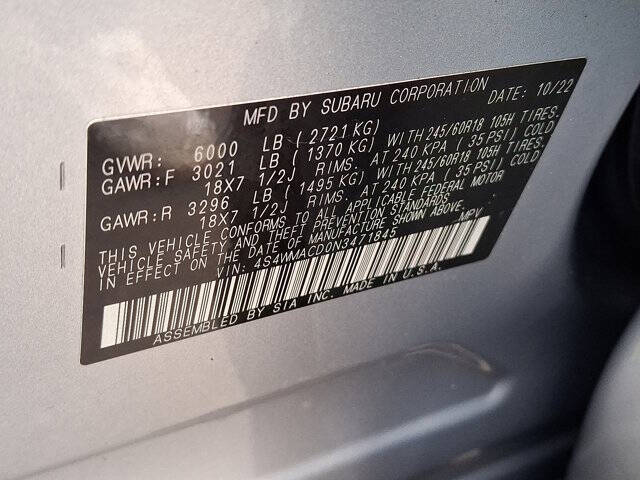 MFD BY SUBARU CORPORATION DATE: 10/22
GVWR: 6000 LB ( 2721 KG)
GAWR:F 3021 LB ( 1370 KG) WITH 245/60R18 105H TIRES.
18X7 1/2J RIMS. AT 240 KPA ( 35 PSI) COLD
GAWR:R 3296 LB ( 1495 KG) WITH 245/60R18 105H TIRES.
18X7 1/2J RIMS. AT 240 KPA ( 35 PSI) COLD
THIS VEHICLE CONFORMS TO ALL APPLICABLE FEDERAL MOTOR
VEHICLE SAFETY AND THEFT PREVENTION STANDARDS
IN EFFECT ON THE DATE OF MANUFACTURE SHOWN ABOVE.
VIN: 4S4WMACD0N3471845 MPV
ASSEMBLED BY SIA INC. MADE IN U.S.A.